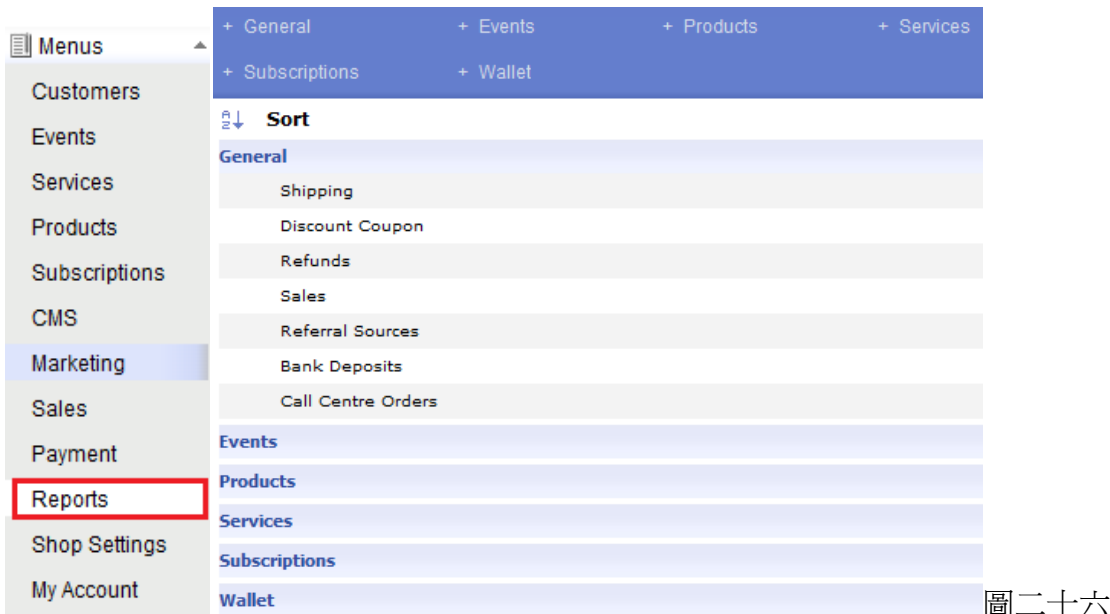 Menus
Customers
Events
Services
Products
Subscriptions
CMS
Marketing
Sales
Payment
Reports
Shop Settings
My Account
+ General + Events + Products + Services
+ Subscriptions + Wallet
Sort
General
Shipping
Discount Coupon
Refunds
Sales
Referral Sources
Bank Deposits
Call Centre Orders
Events
Products
Services
Subscriptions
Wallet
圖二十六